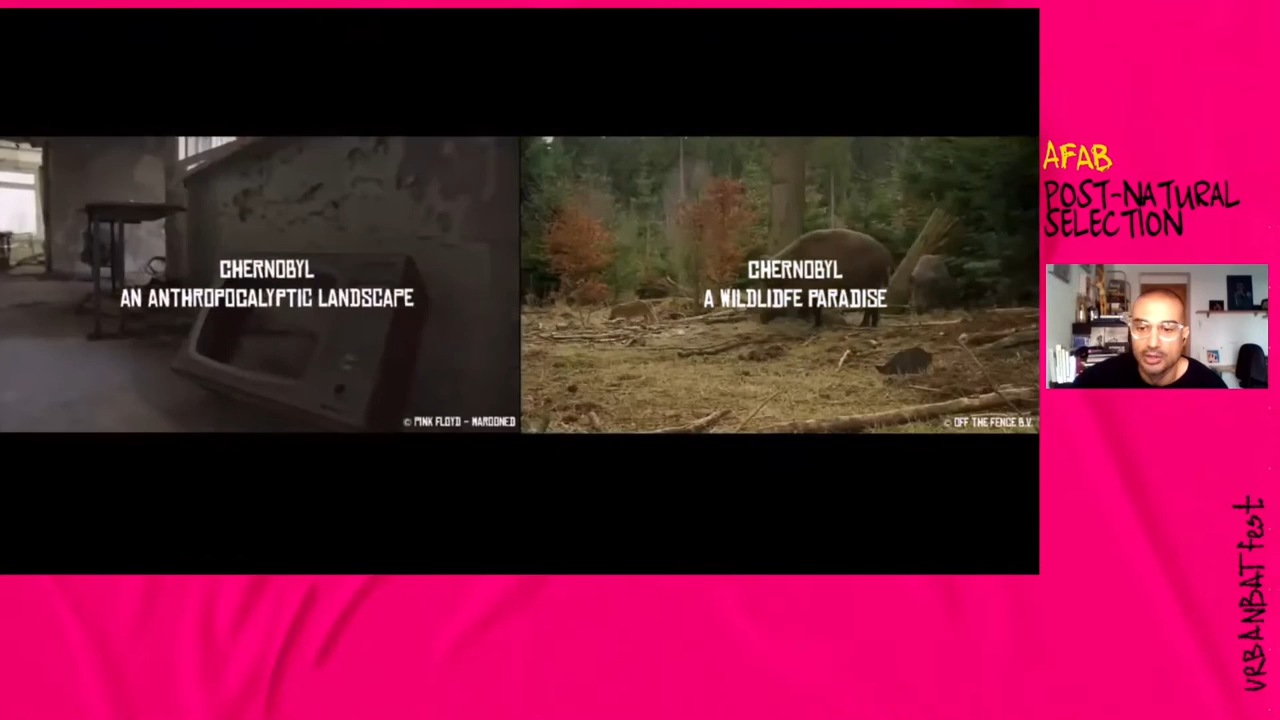 CHERNOBYL
AN ANTHROPOCALYPTIC LANDSCAPE
© PINK FLOYD - MAROONED
CHERNOBYL
A WILDLIDFE PARADISE
© OFF THE FENCE B.V.
AFAB
POST-NATURAL
SELECTION
URBANBAT fest